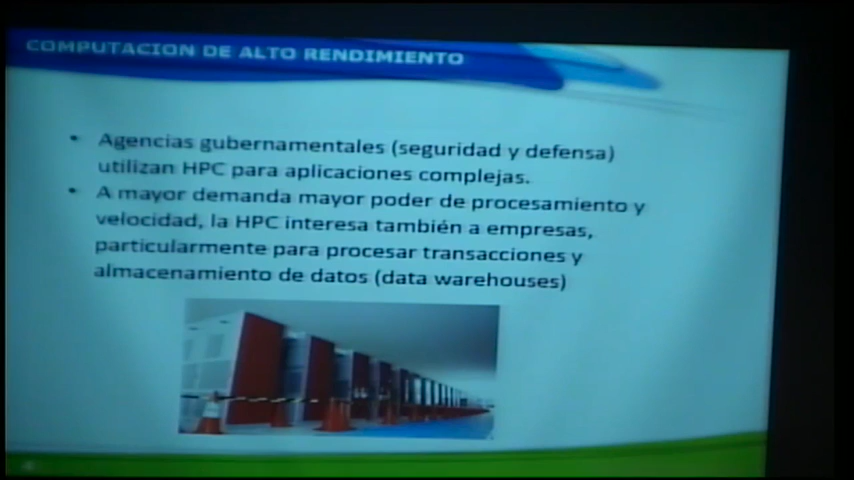 COMPUTACION DE ALTO RENDIMIENTO
• Agencias gubernamentales (seguridad y defensa)
utilizan HPC para aplicaciones complejas.
• A mayor demanda mayor poder de procesamiento y
velocidad, la HPC interesa también a empresas,
particularmente para procesar transacciones y
almacenamiento de datos (data warehouses)